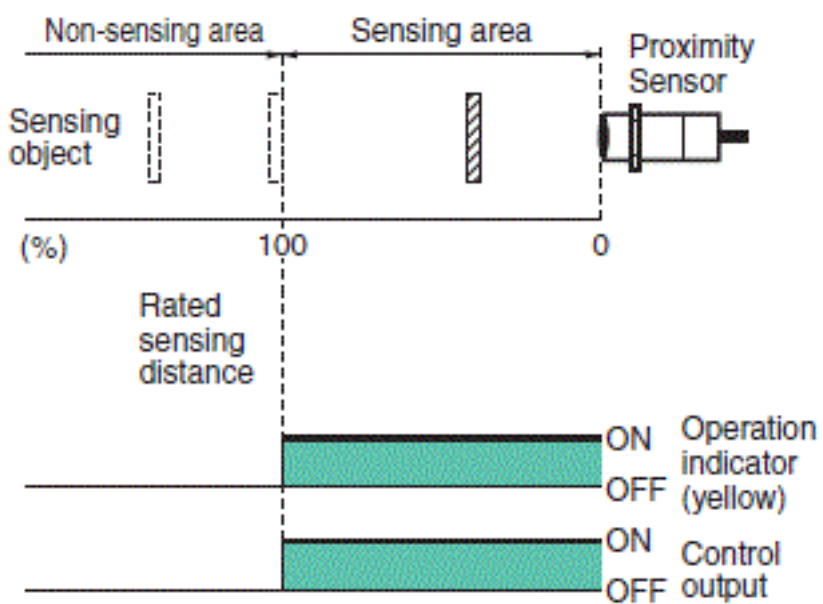 Non-sensing area
Sensing area
Proximity
Sensor
Sensing
object
(%)
100
0
Rated
sensing
distance
ON
OFF
Operation
indicator
(yellow)
ON
OFF
Control
output